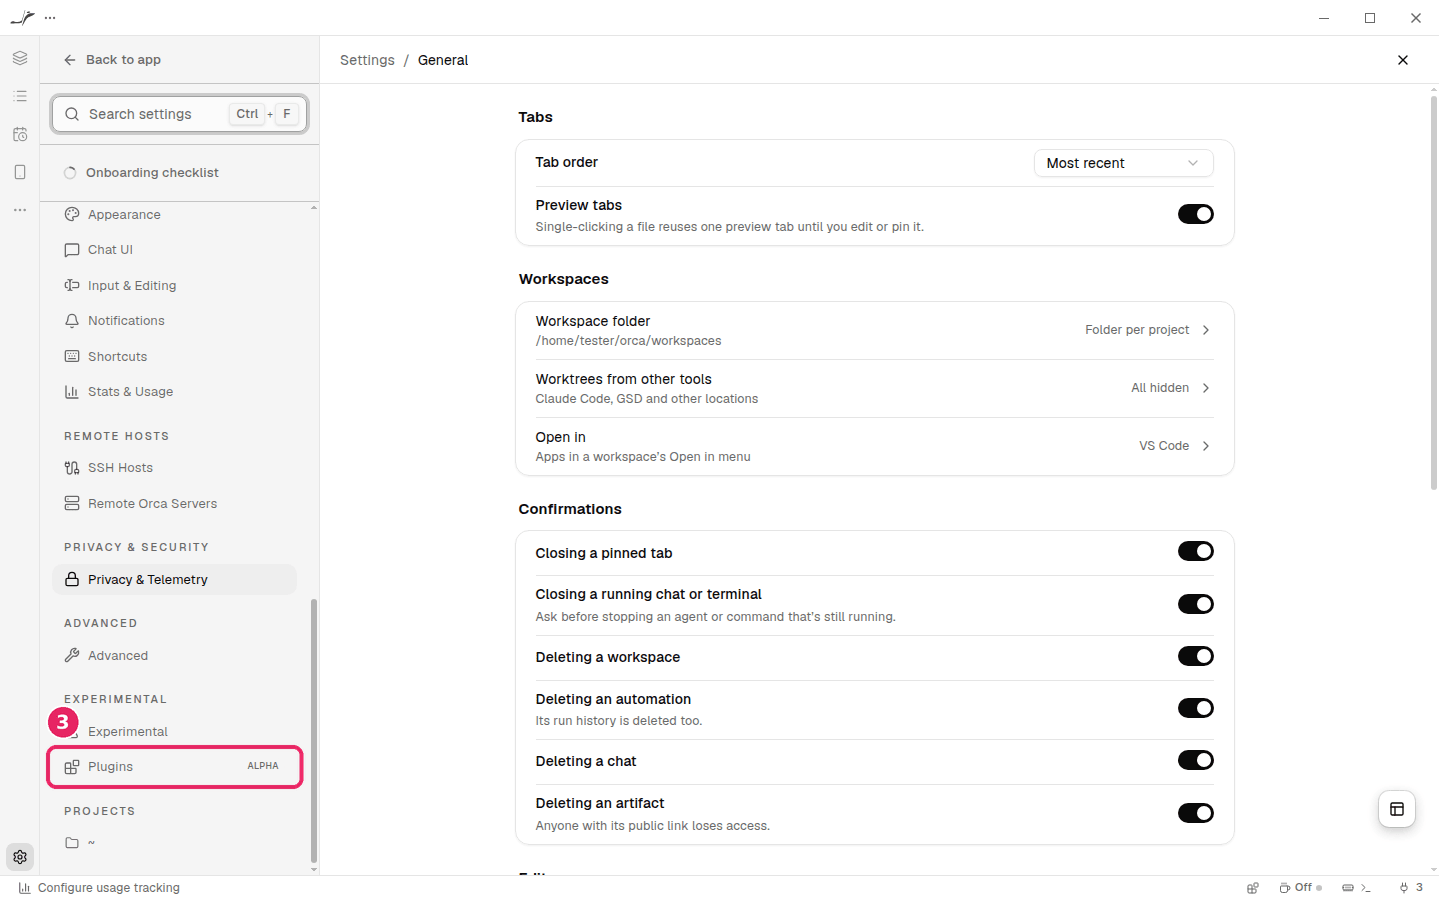 Back to app
Search settings Ctrl + F
Onboarding checklist
Appearance
Chat UI
Input & Editing
Notifications
Shortcuts
Stats & Usage
REMOTE HOSTS
SSH Hosts
Remote Orca Servers
PRIVACY & SECURITY
Privacy & Telemetry
ADVANCED
Advanced
EXPERIMENTAL
3
Experimental
Plugins ALPHA
PROJECTS
~
Settings / General
Tabs
Tab order Most recent
Preview tabs
Single-clicking a file reuses one preview tab until you edit or pin it.
Workspaces
Workspace folder Folder per project
/home/tester/orca/workspaces
Worktrees from other tools All hidden
Claude Code, GSD and other locations
Open in VS Code
Apps in a workspace's Open in menu
Confirmations
Closing a pinned tab
Closing a running chat or terminal
Ask before stopping an agent or command that's still running.
Deleting a workspace
Deleting an automation
Its run history is deleted too.
Deleting a chat
Deleting an artifact
Anyone with its public link loses access.
Configure usage tracking Off 3